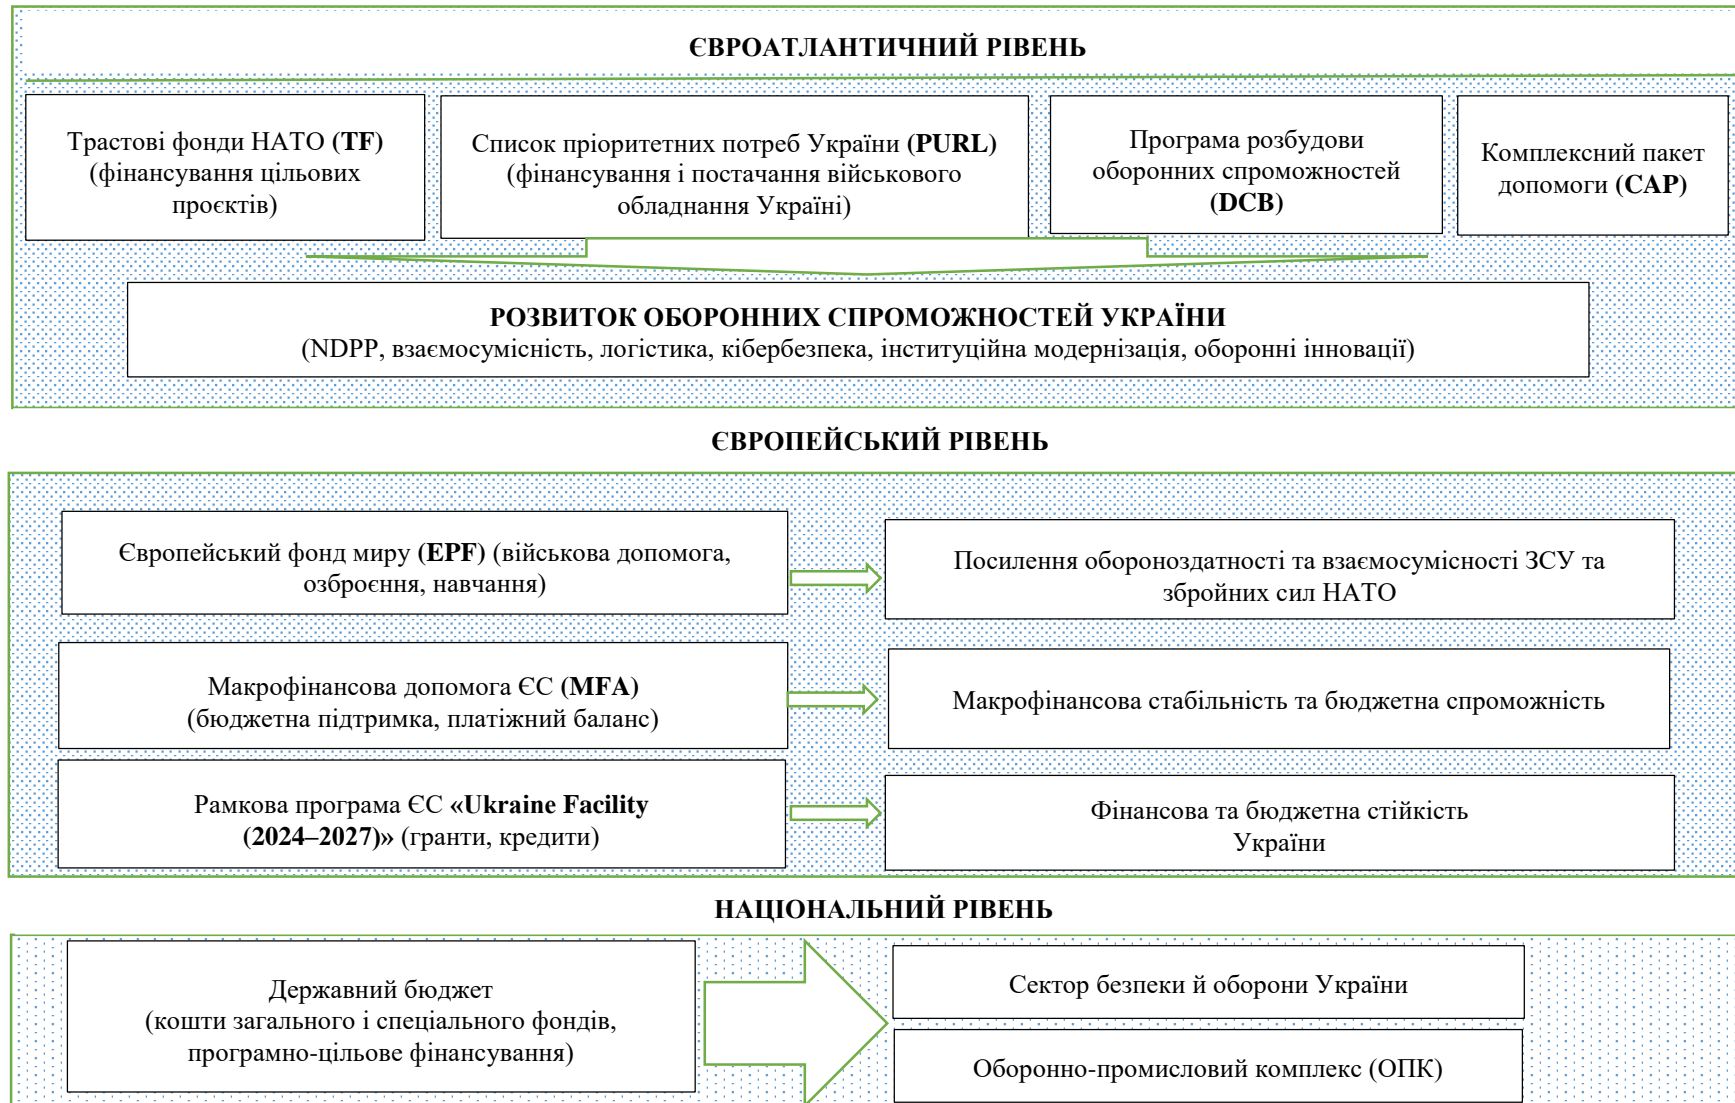 ЄВРОАТЛАНТИЧНИЙ РІВЕНЬ
Трастові фонди НАТО (TF)
(фінансування цільових
проєктів)
Список пріоритетних потреб України (PURL)
(фінансування і постачання військового
обладнання Україні)
Програма розбудови
оборонних спроможностей
(DCB)
Комплексний пакет
допомоги (CAP)
РОЗВИТОК ОБОРОННИХ СПРОМОЖНОСТЕЙ УКРАЇНИ
(NDPP, взаємосумісність, логістика, кібербезпека, інституційна модернізація, оборонні інновації)
ЄВРОПЕЙСЬКИЙ РІВЕНЬ
Європейський фонд миру (EPF) (військова допомога,
озброєння, навчання)
Посилення обороноздатності та взаємосумісності ЗСУ та
збройних сил НАТО
Макрофінансова допомога ЄС (MFA)
(бюджетна підтримка, платіжний баланс)
Макрофінансова стабільність та бюджетна спроможність
Рамкова програма ЄС «Ukraine Facility
(2024–2027)» (гранти, кредити)
Фінансова та бюджетна стійкість
України
НАЦІОНАЛЬНИЙ РІВЕНЬ
Державний бюджет
(кошти загального і спеціального фондів,
програмно-цільове фінансування)
Сектор безпеки й оборони України
Оборонно-промисловий комплекс (ОПК)